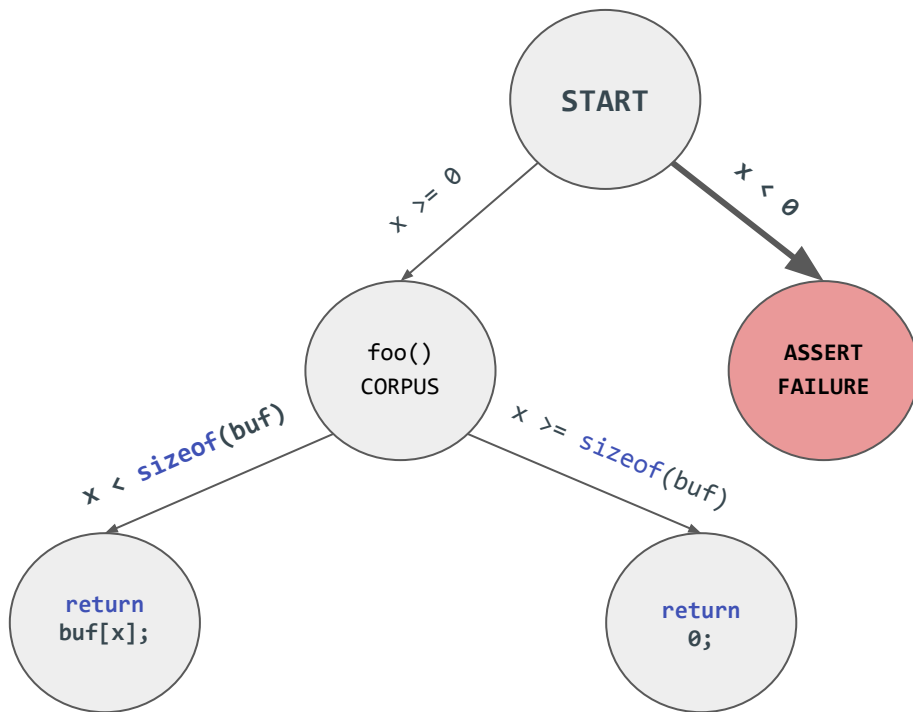 START
x >= 0
x < 0
foo()
CORPUS
ASSERT
FAILURE
x < sizeof(buf)
x >= sizeof(buf)
return
buf[x];
return
0;